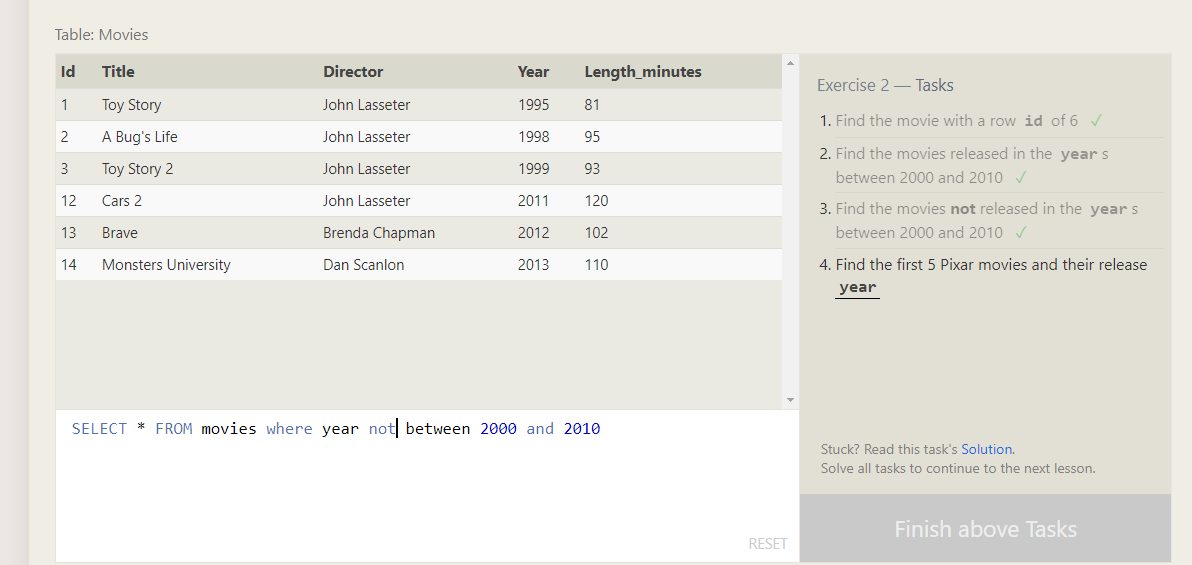 Table: Movies
Id Title Director Year Length_minutes
1 Toy Story John Lasseter 1995 81
2 A Bug's Life John Lasseter 1998 95
3 Toy Story 2 John Lasseter 1999 93
12 Cars 2 John Lasseter 2011 120
13 Brave Brenda Chapman 2012 102
14 Monsters University Dan Scanlon 2013 110
SELECT * FROM movies where year not between 2000 and 2010
RESET
Exercise 2 — Tasks
1. Find the movie with a row id of 6 ✓
2. Find the movies released in the year s
between 2000 and 2010 ✓
3. Find the movies not released in the year s
between 2000 and 2010 ✓
4. Find the first 5 Pixar movies and their release
year
Stuck? Read this task's Solution.
Solve all tasks to continue to the next lesson.
Finish above Tasks